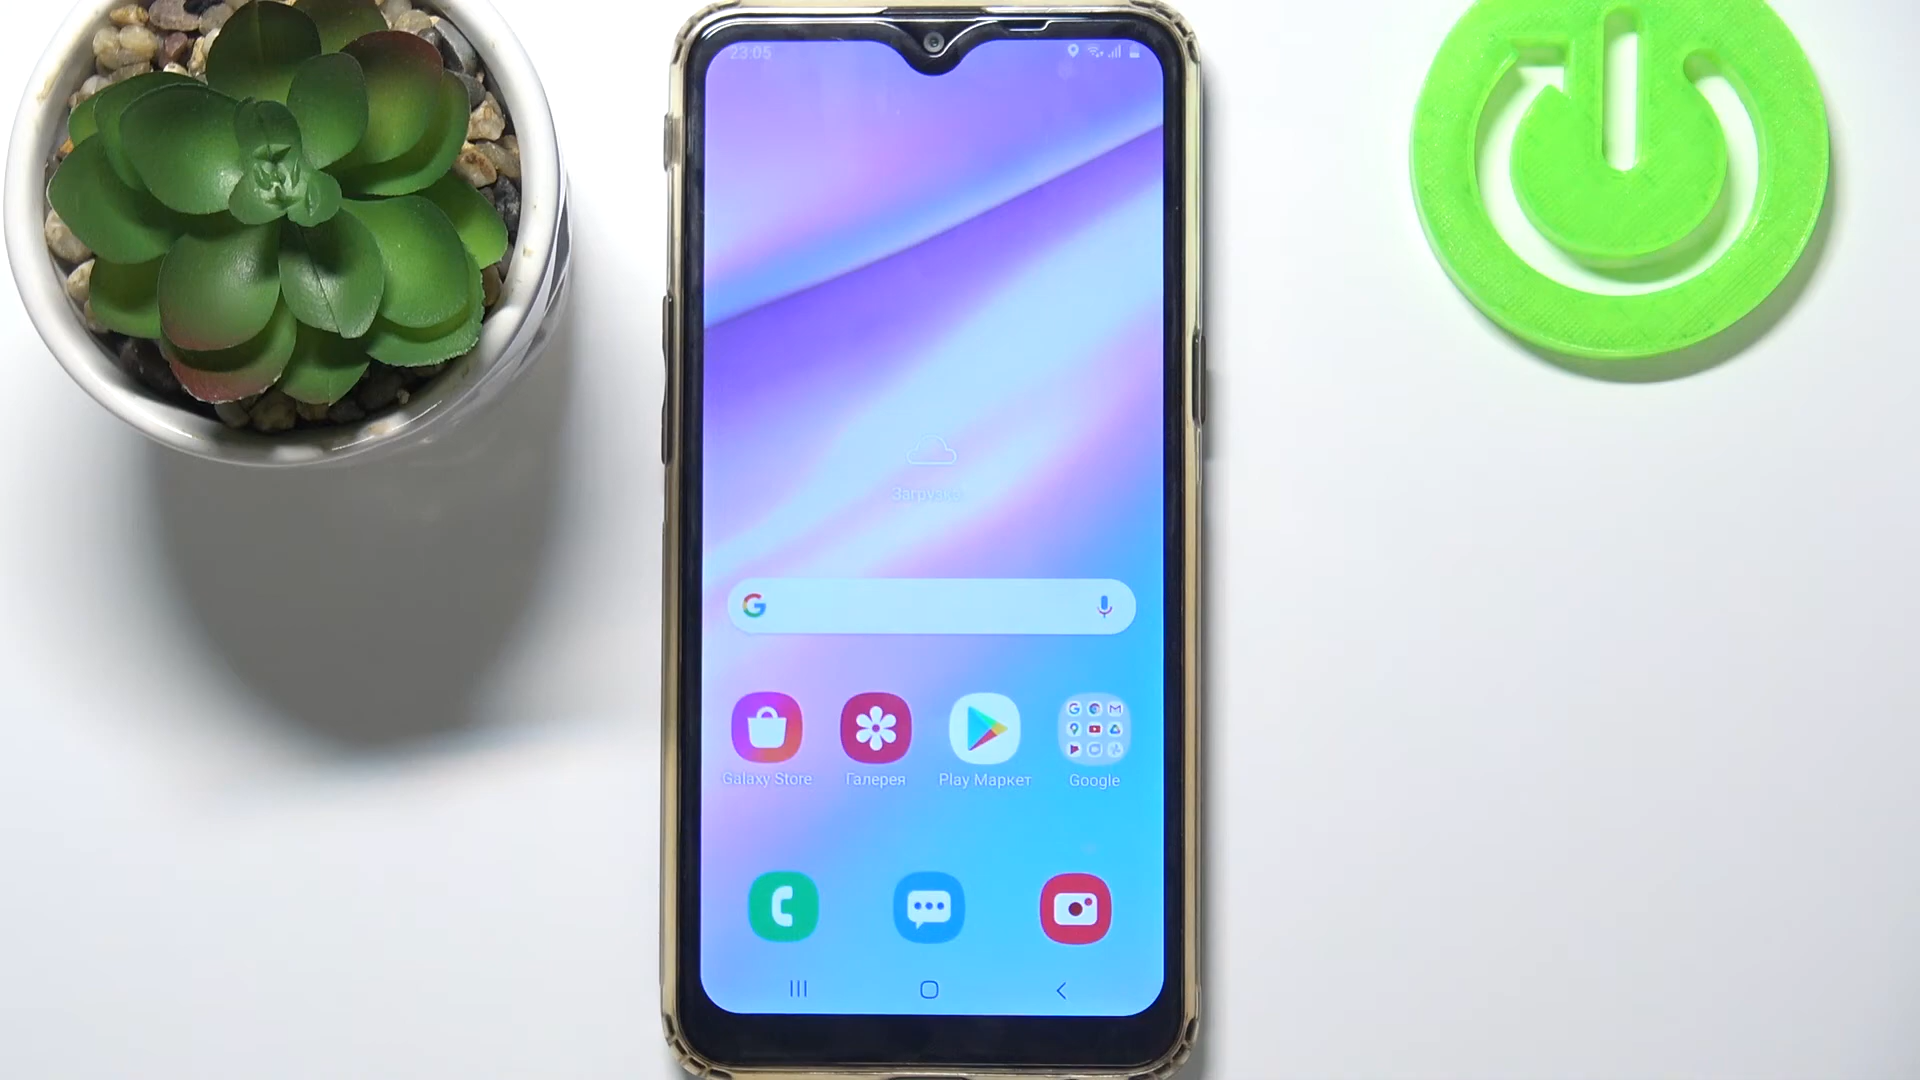 23:05
Загрузка
Galaxy Store
Галерея
Play Маркет
Google